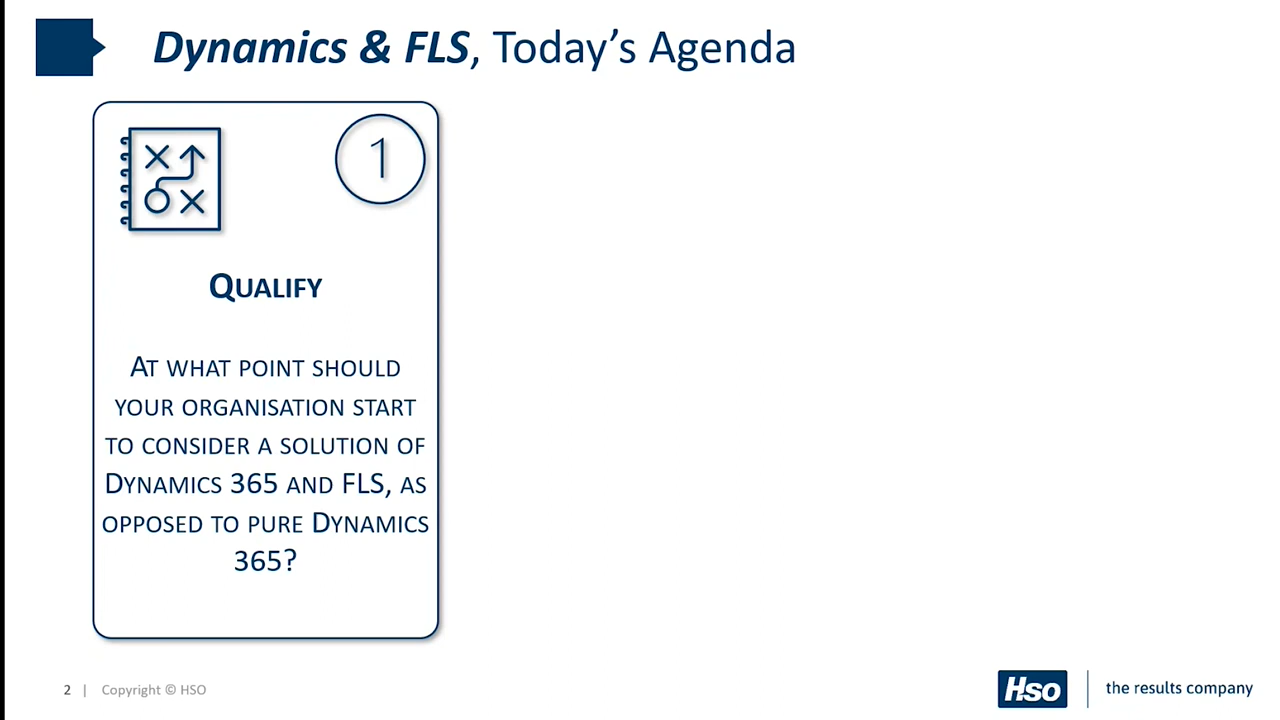 Dynamics & FLS, Today’s Agenda
1
QUALIFY
AT WHAT POINT SHOULD
YOUR ORGANISATION START
TO CONSIDER A SOLUTION OF
DYNAMICS 365 AND FLS, AS
OPPOSED TO PURE DYNAMICS
365?
2 | Copyright © HSO
Hso | the results company